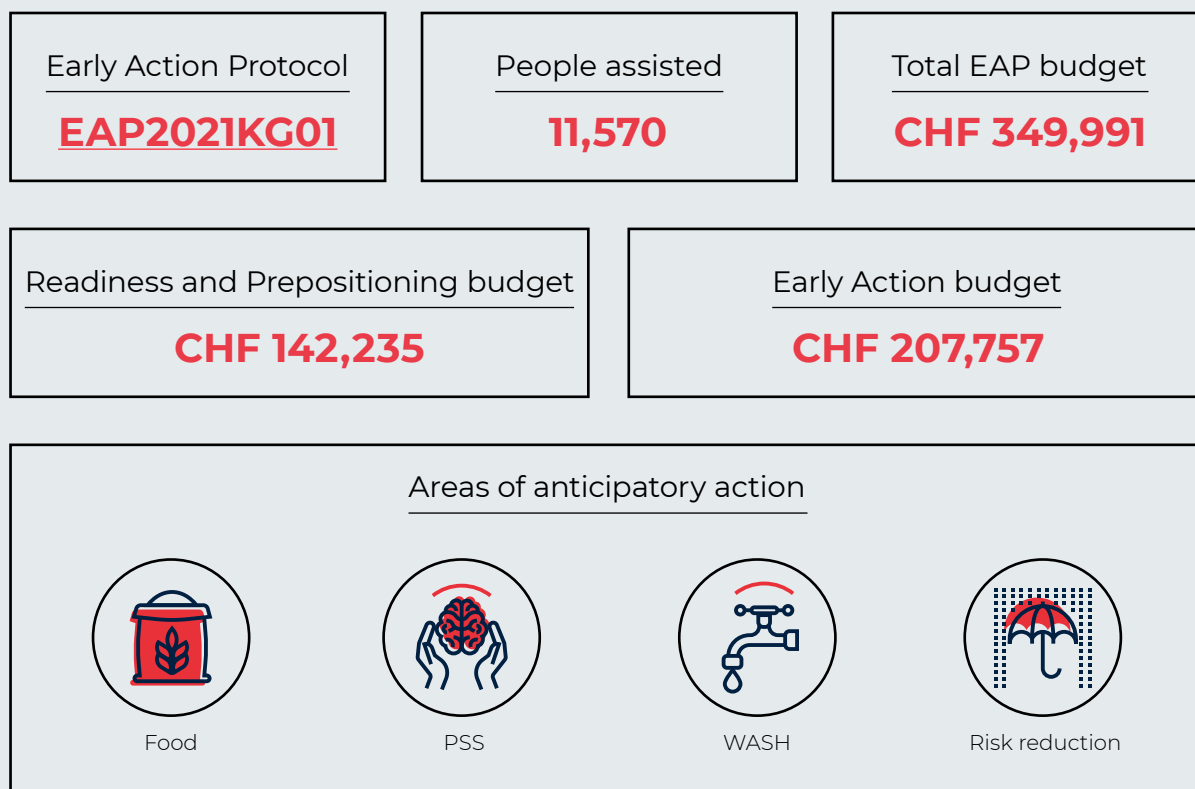 Early Action Protocol
EAP2021KG01
People assisted
11,570
Total EAP budget
CHF 349,991
Readiness and Prepositioning budget
CHF 142,235
Early Action budget
CHF 207,757
Areas of anticipatory action
Food
PSS
WASH
Risk reduction